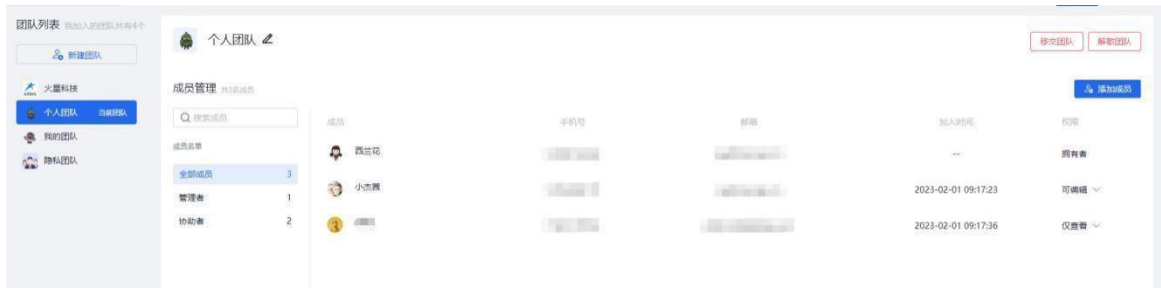 团队列表 我加入的团队共有4个
新建团队
火星科技
个人团队 当前团队
我的团队
隐私团队
个人团队
移交团队 解散团队
成员管理 共3名成员
添加成员
搜索成员
成员名单
全部成员 3
管理者 1
协助者 2
成员 手机号 邮箱 加入时间 权限
西兰花 -- 拥有者
小杰茜 2023-02-01 09:17:23 可编辑
2023-02-01 09:17:36 仅查看